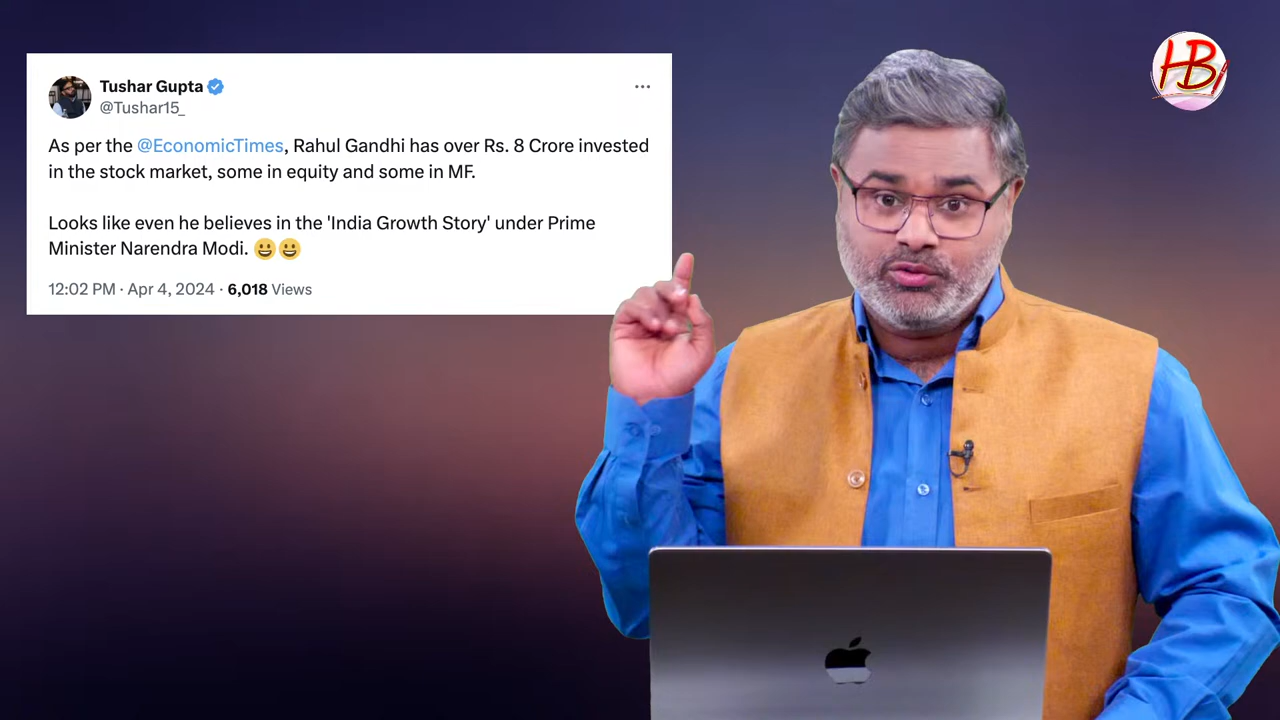 Tushar Gupta
@Tushar15_
As per the @EconomicTimes, Rahul Gandhi has over Rs. 8 Crore invested
in the stock market, some in equity and some in MF.
Looks like even he believes in the 'India Growth Story' under Prime
Minister Narendra Modi. 😀😀
12:02 PM · Apr 4, 2024 · 6,018 Views
HBI